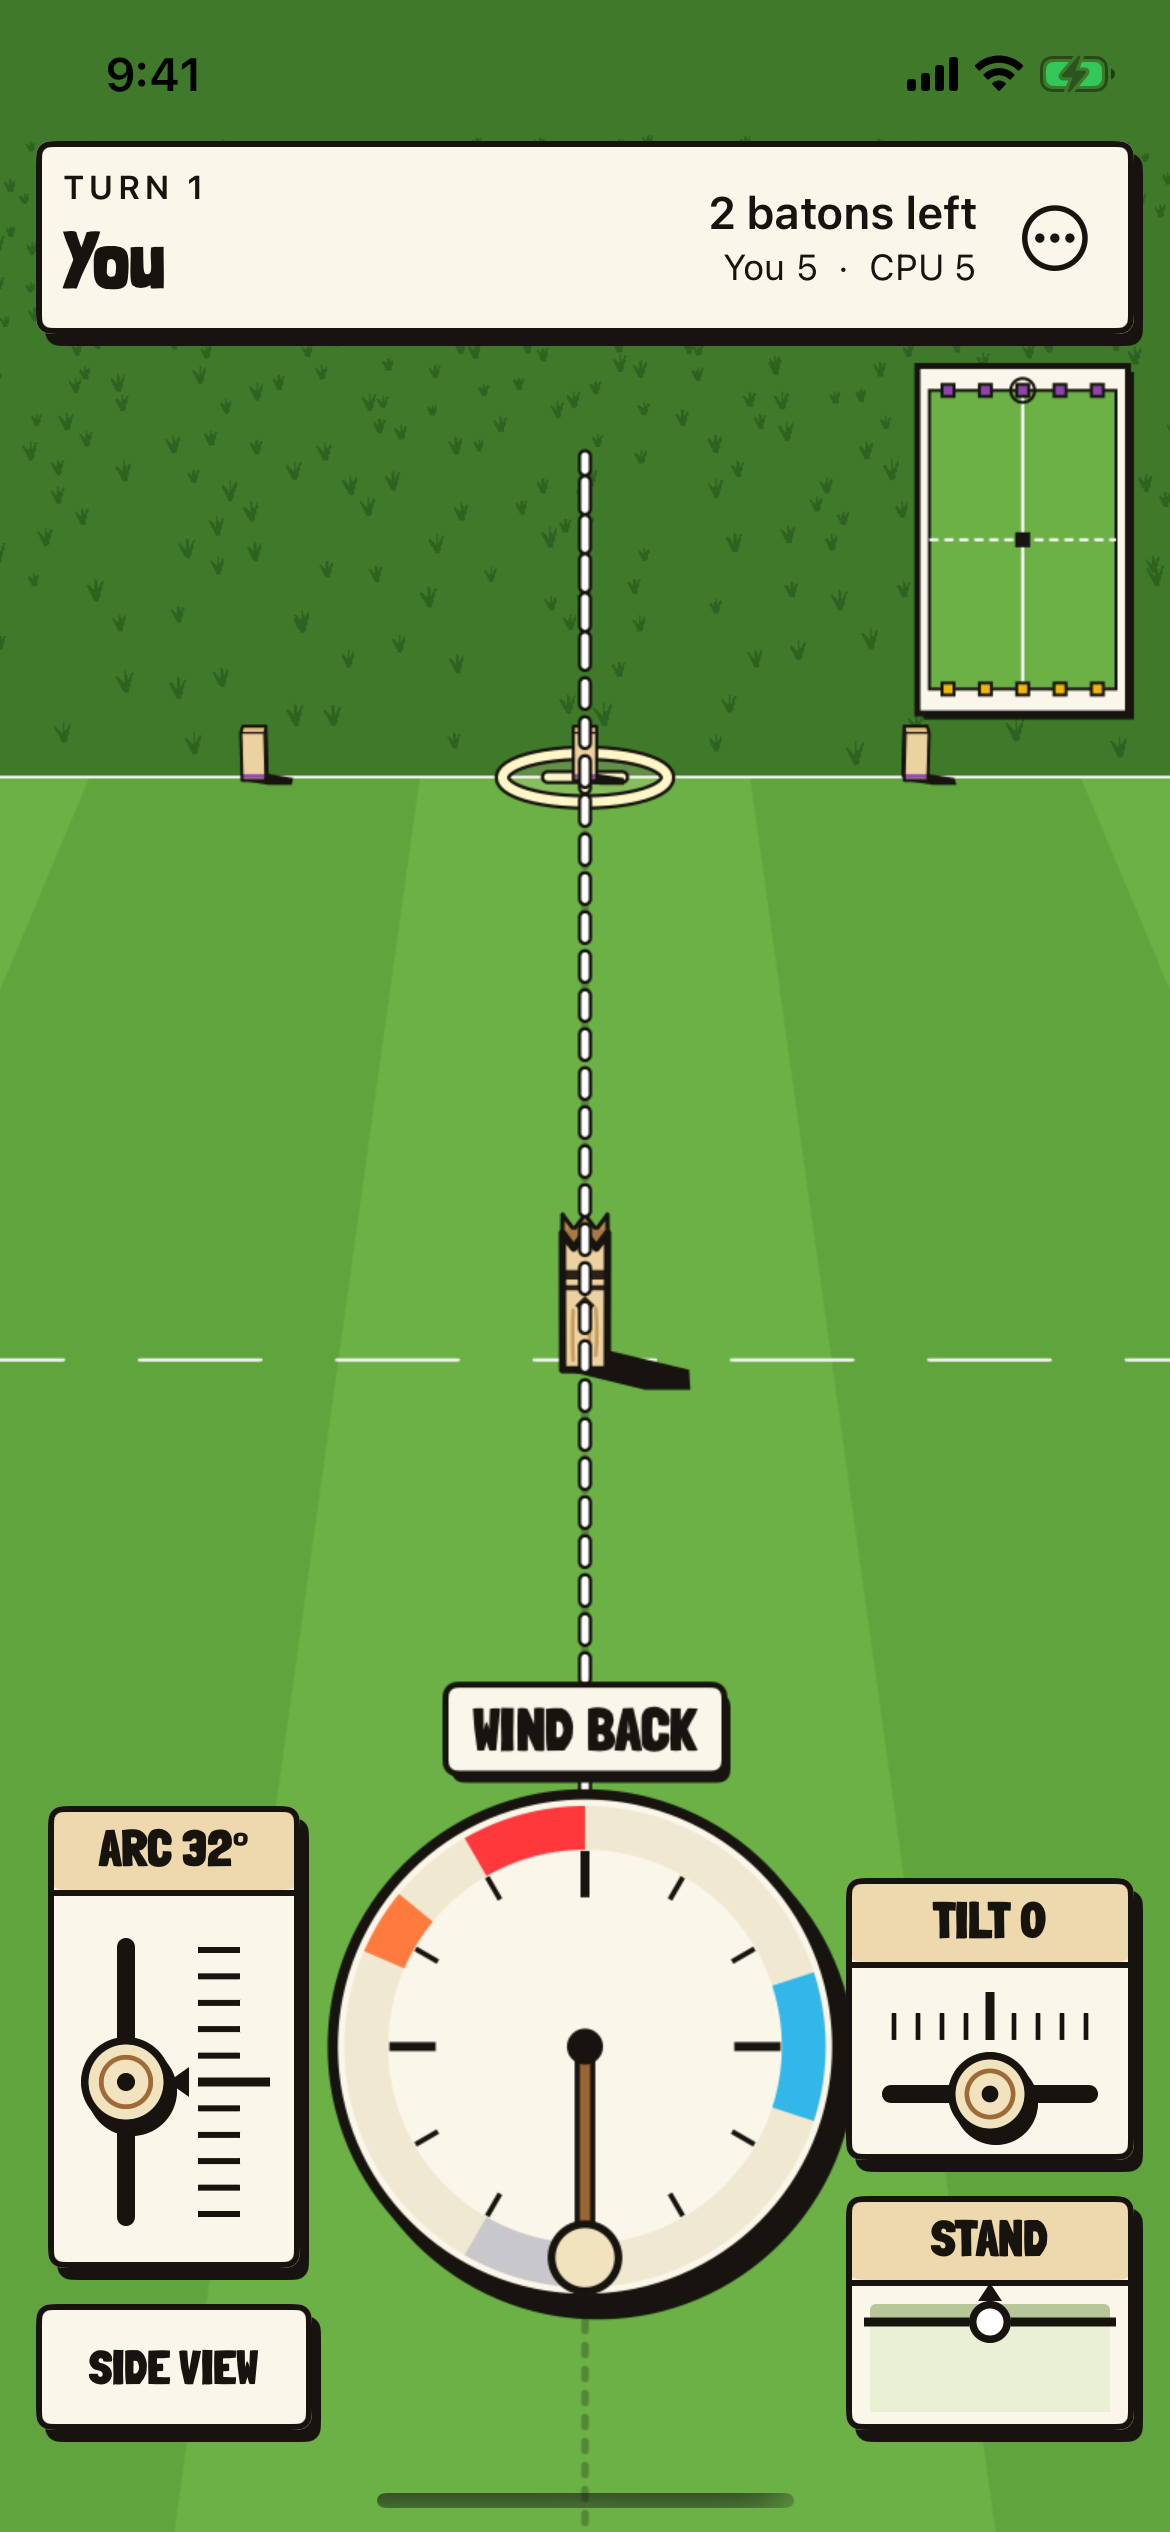 9:41
TURN 1
You
2 batons left
You 5 · CPU 5
WIND BACK
ARC 32°
TILT 0
STAND
SIDE VIEW